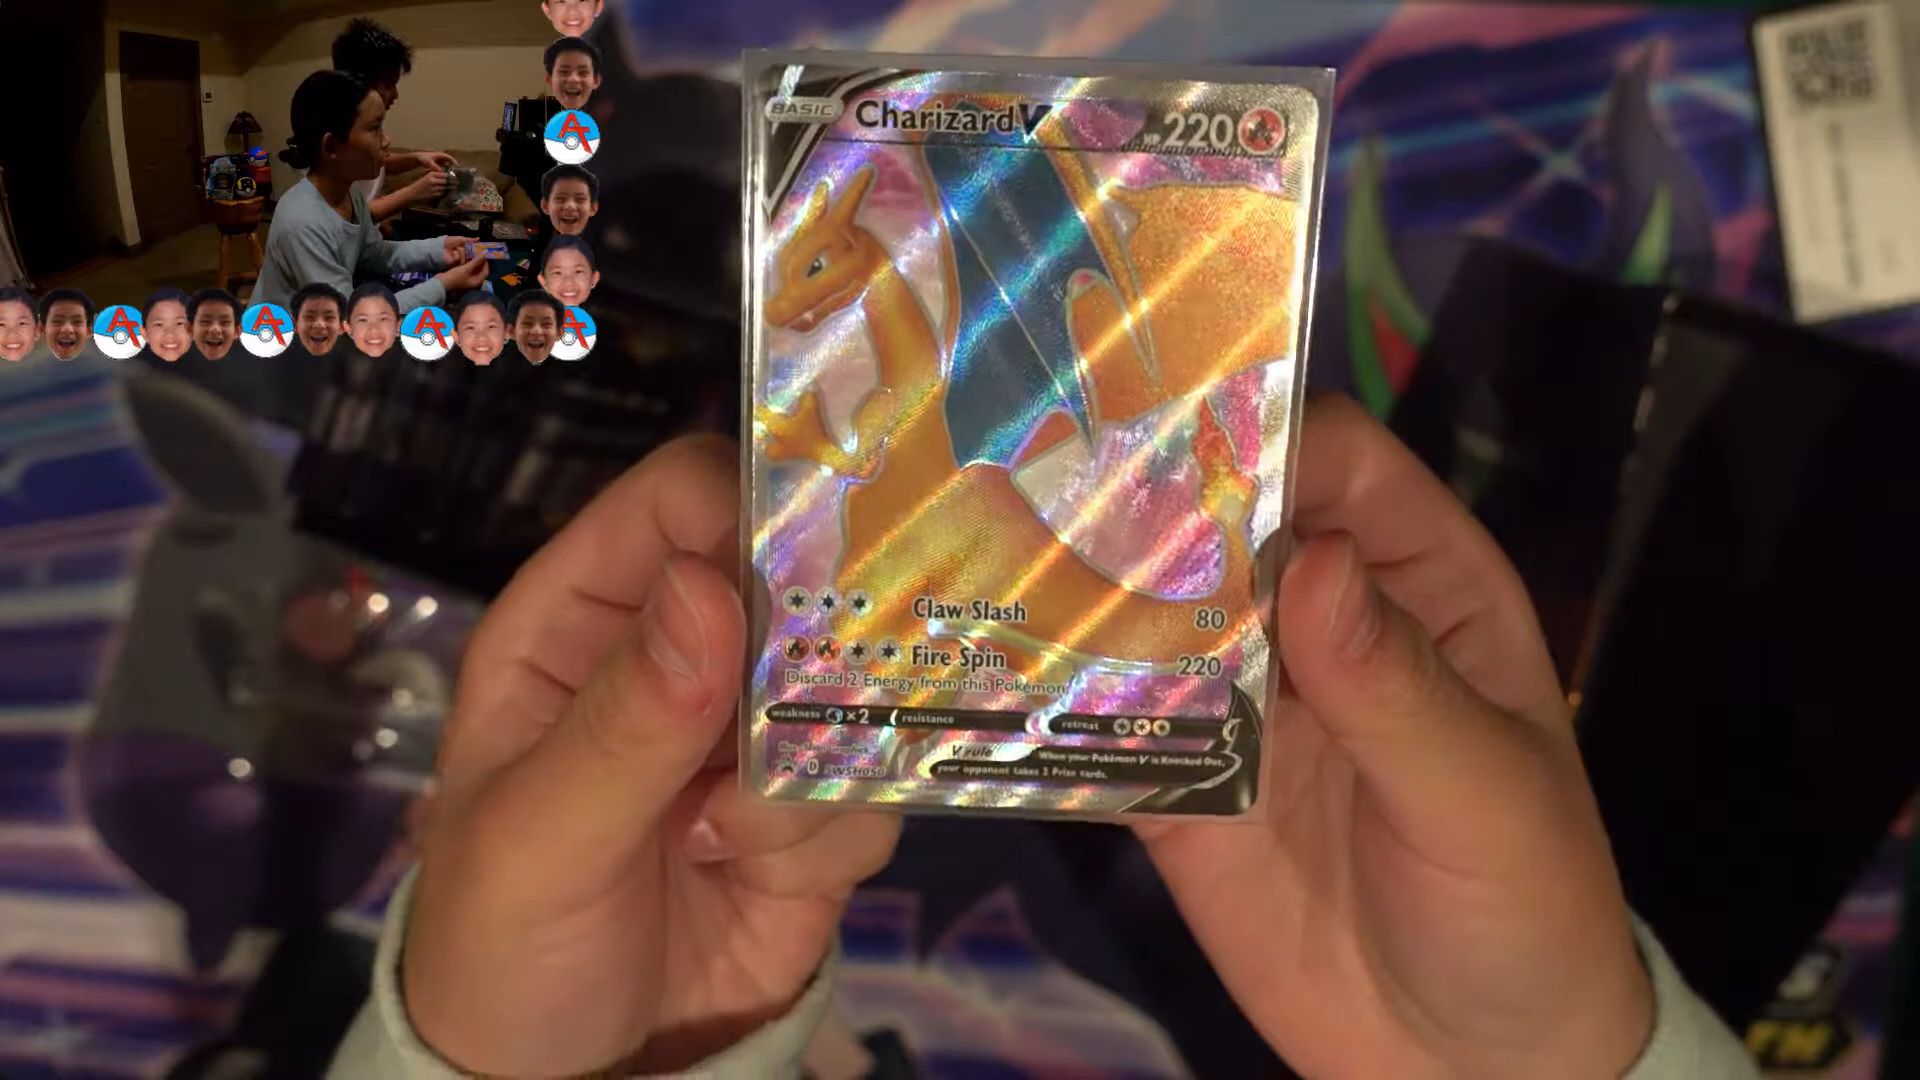 BASIC
Charizard V
HP 220
Claw Slash 80
Fire Spin 220
Discard 2 Energy from this Pokémon.
weakness ×2 resistance retreat
V rule When your Pokémon V is Knocked Out,
your opponent takes 2 Prize cards.
D SWSH050